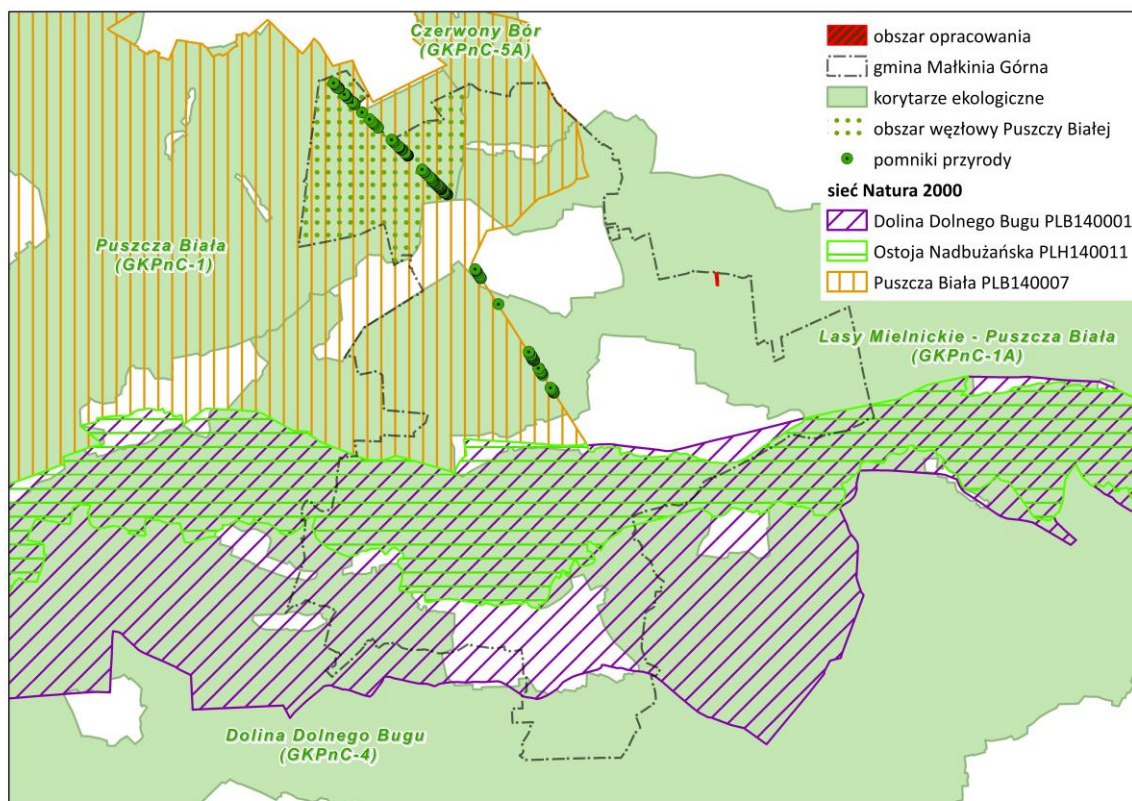 Czerwony Bór
(GKPnC-5A)
obszar opracowania
gmina Małkinia Górna
korytarze ekologiczne
obszar węzłowy Puszczy Białej
pomniki przyrody
sieć Natura 2000
Dolina Dolnego Bugu PLB140001
Ostoja Nadbużańska PLH140011
Puszcza Biała PLB140007
Puszcza Biała
(GKPnC-1)
Lasy Mielnickie - Puszcza Biała
(GKPnC-1A)
Dolina Dolnego Bugu
(GKPnC-4)